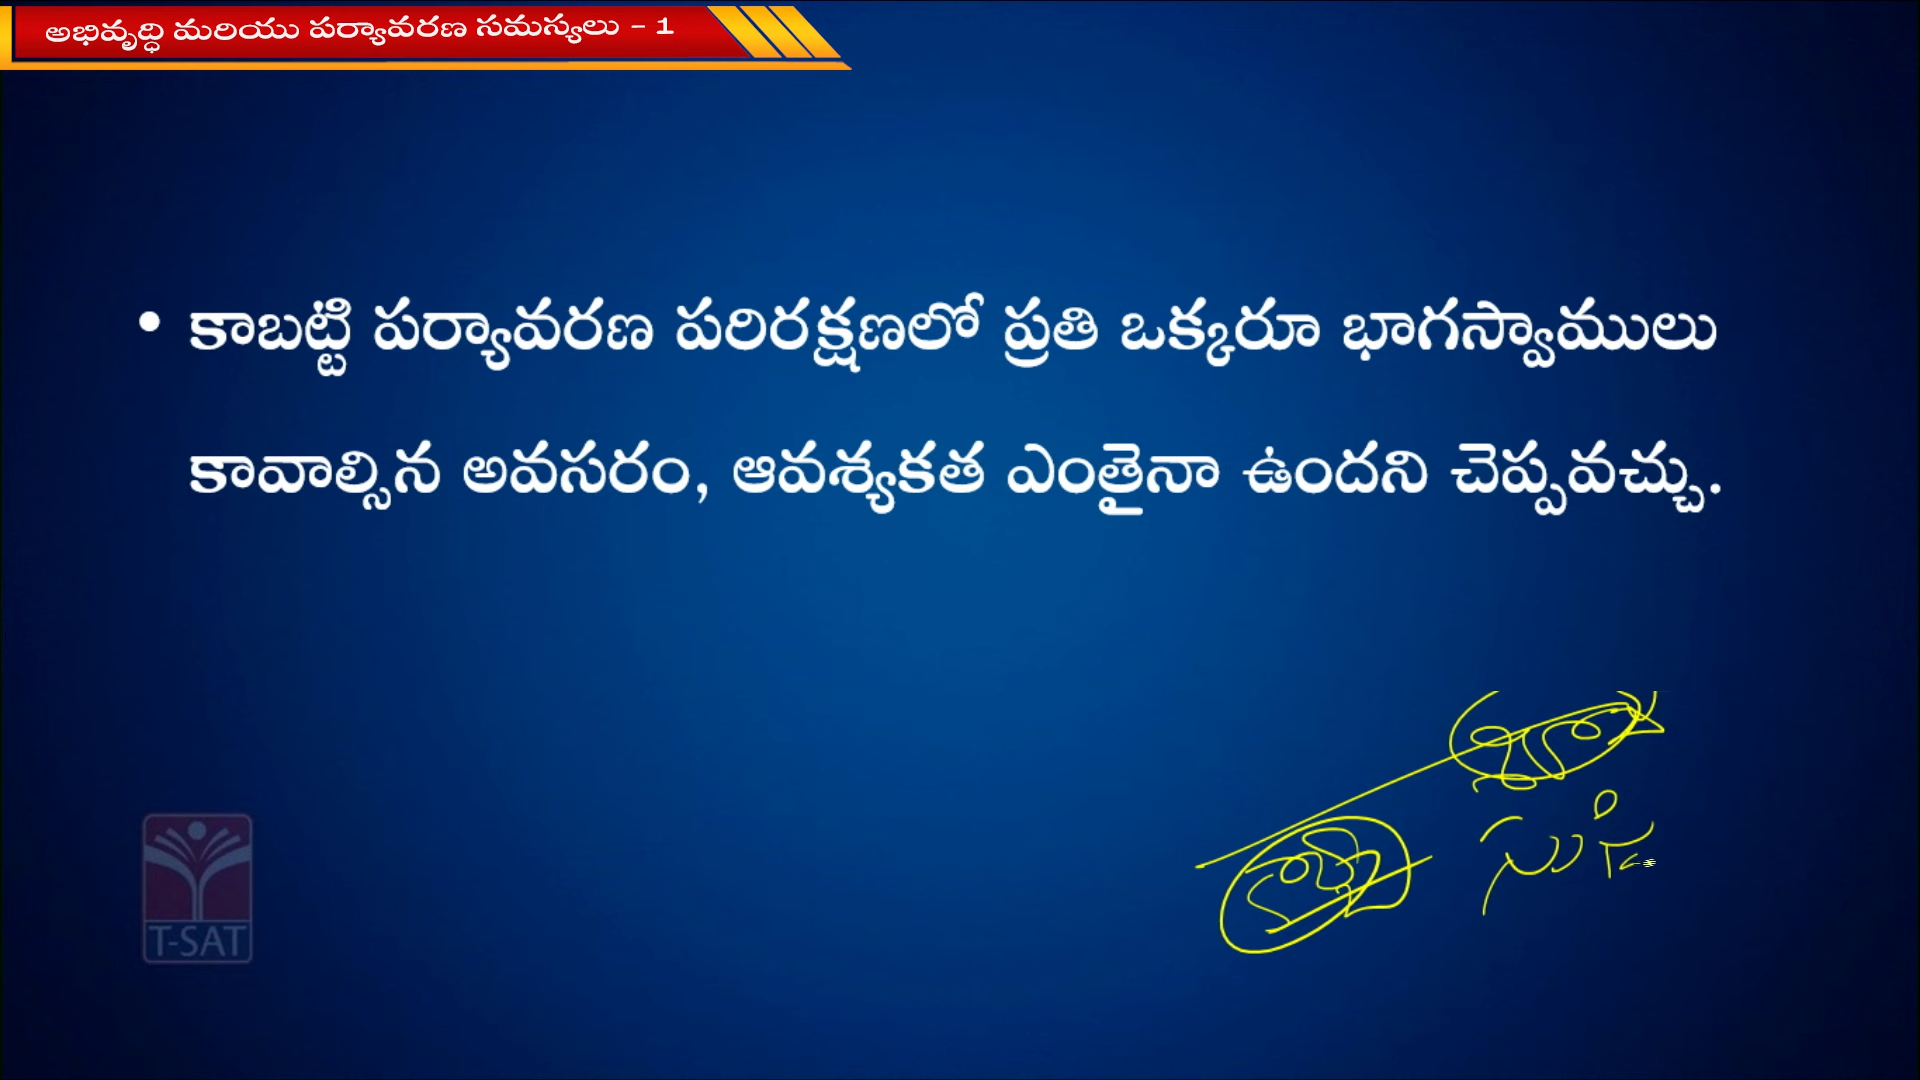 అభివృద్ధి మరియు పర్యావరణ సమస్యలు - 1
• కాబట్టి పర్యావరణ పరిరక్షణలో ప్రతి ఒక్కరూ భాగస్వాములు
కావాల్సిన అవసరం, ఆవశ్యకత ఎంతైనా ఉందని చెప్పవచ్చు.
T-SAT